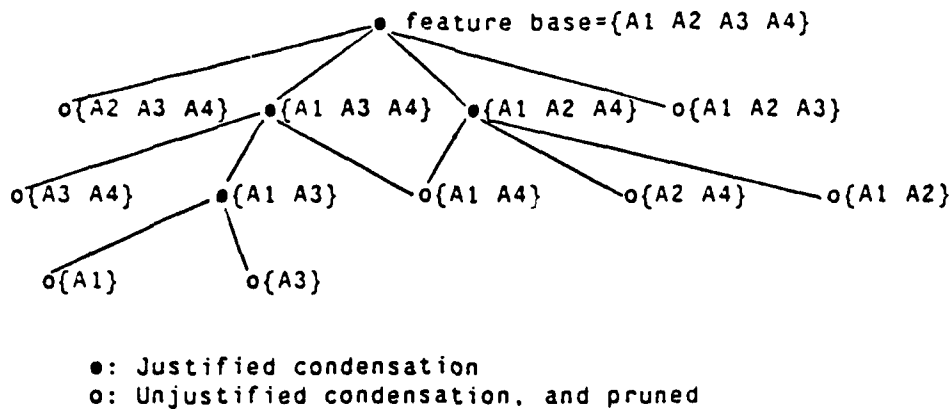 ● feature base={A1 A2 A3 A4}
o{A2 A3 A4} ●{A1 A3 A4} ●{A1 A2 A4} o{A1 A2 A3}
o{A3 A4} ●{A1 A3} o{A1 A4} o{A2 A4} o{A1 A2}
o{A1} o{A3}
●: Justified condensation
o: Unjustified condensation, and pruned